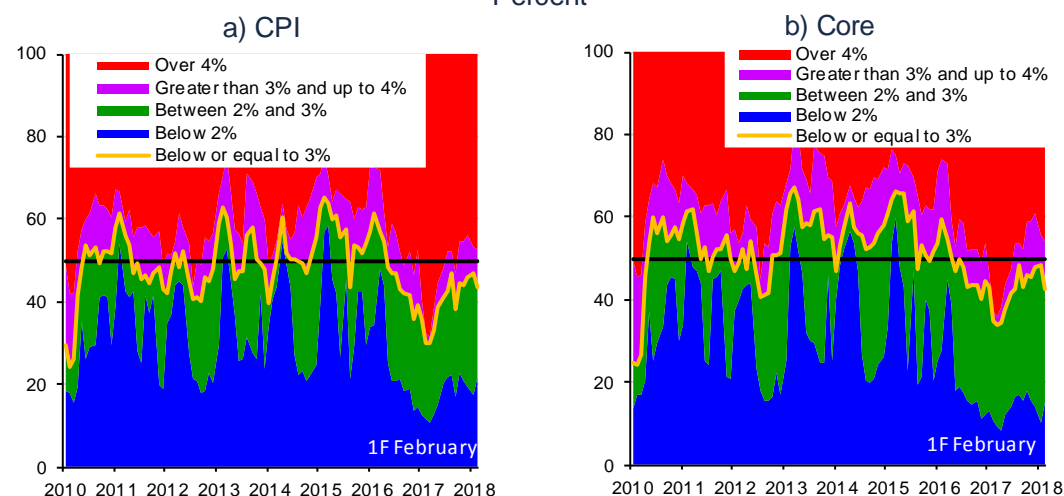 Percent
a) CPI
100
80
60
40
20
0
Over 4%
Greater than 3% and up to 4%
Between 2% and 3%
Below 2%
Below or equal to 3%
1F February
2010 2011 2012 2013 2014 2015 2016 2017 2018
b) Core
100
80
60
40
20
0
Over 4%
Greater than 3% and up to 4%
Between 2% and 3%
Below 2%
Below or equal to 3%
1F February
2010 2011 2012 2013 2014 2015 2016 2017 2018